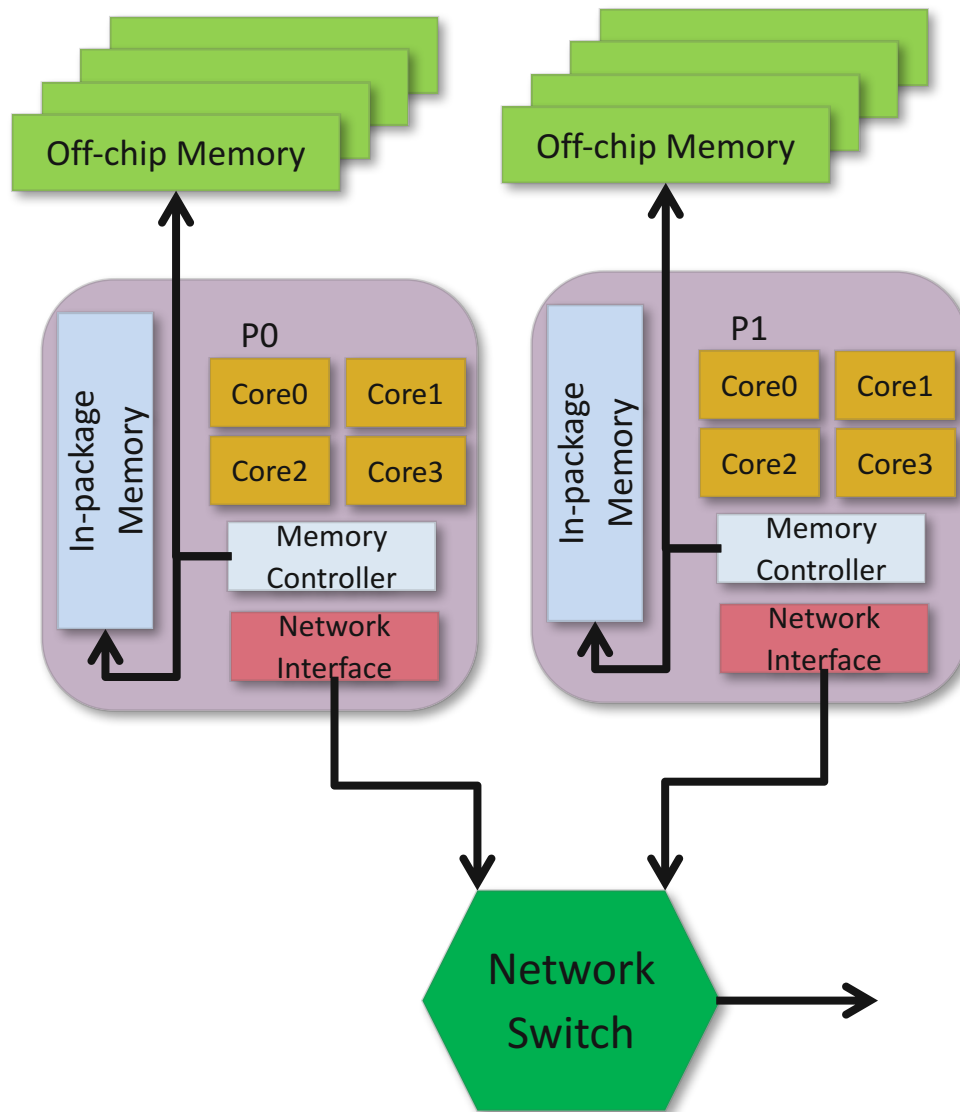 Off-chip Memory
Off-chip Memory
P0
In-package
Memory
Core0
Core1
Core2
Core3
Memory
Controller
Network
Interface
P1
In-package
Memory
Core0
Core1
Core2
Core3
Memory
Controller
Network
Interface
Network
Switch